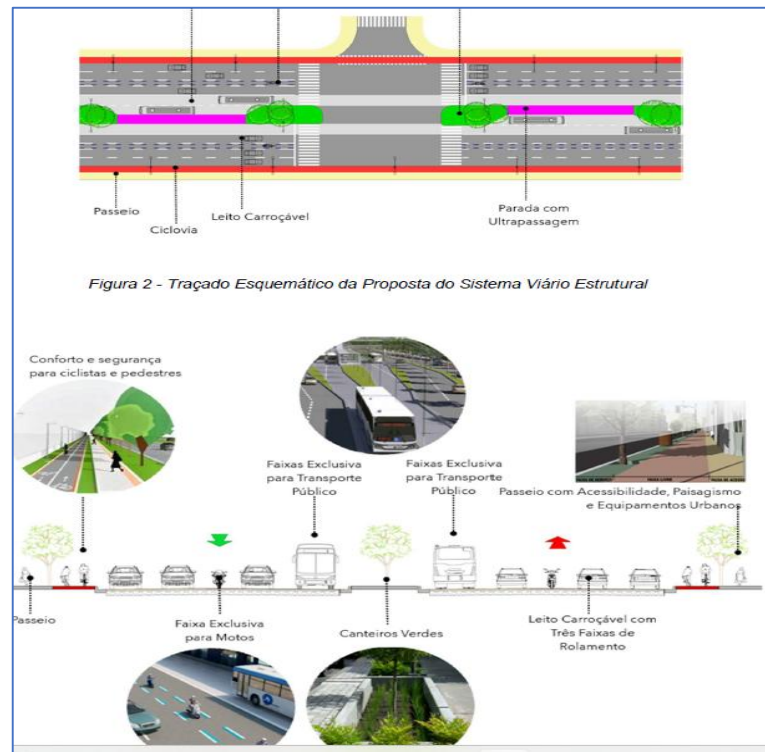 Passeio
Ciclovia
Leito Carroçável
Parada com
Ultrapassagem
Figura 2 - Traçado Esquemático da Proposta do Sistema Viário Estrutural
Conforto e segurança
para ciclistas e pedestres
Faixas Exclusiva
para Transporte
Público
Faixas Exclusiva
para Transporte
Público
Passeio com Acessibilidade, Paisagismo
e Equipamentos Urbanos
Passeio
Faixa Exclusiva
para Motos
Canteiros Verdes
Leito Carroçável com
Três Faixas de
Rolamento